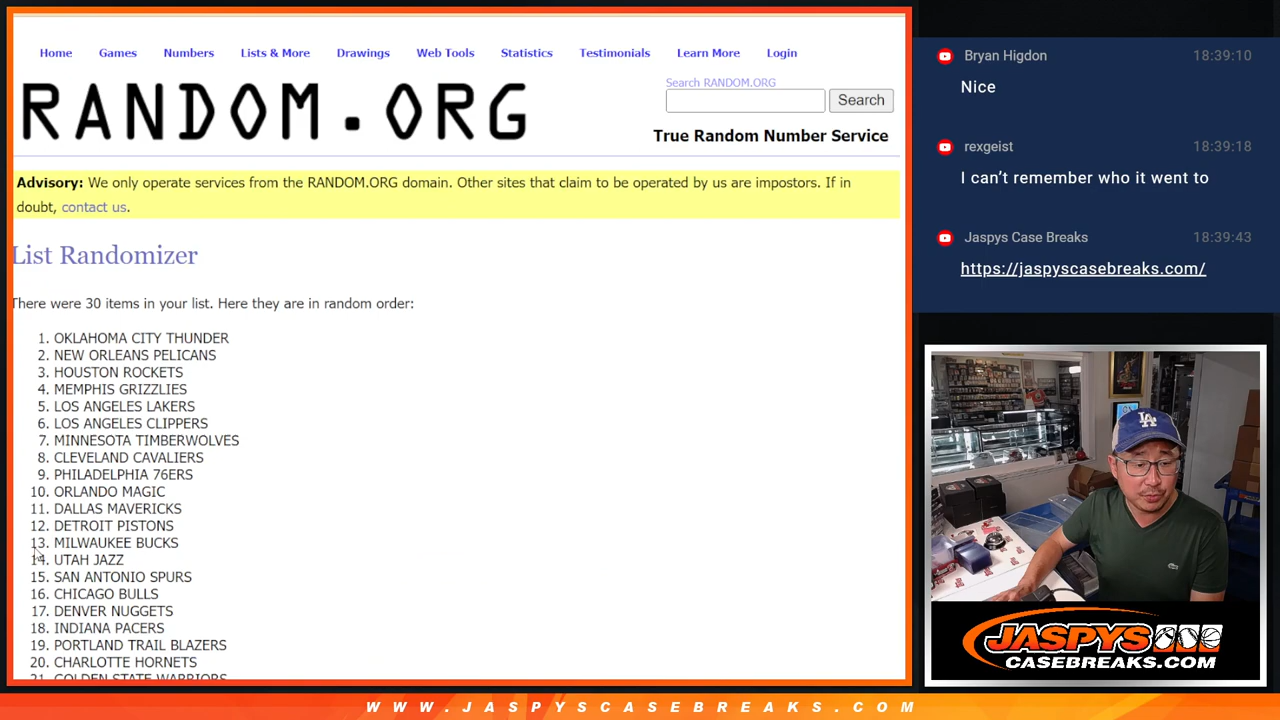 Home Games Numbers Lists & More Drawings Web Tools Statistics Testimonials Learn More Login
RANDOM.ORG
Search RANDOM.ORG
Search
True Random Number Service
Advisory: We only operate services from the RANDOM.ORG domain. Other sites that claim to be operated by us are impostors. If in
doubt, contact us.
List Randomizer
There were 30 items in your list. Here they are in random order:
1. OKLAHOMA CITY THUNDER
2. NEW ORLEANS PELICANS
3. HOUSTON ROCKETS
4. MEMPHIS GRIZZLIES
5. LOS ANGELES LAKERS
6. LOS ANGELES CLIPPERS
7. MINNESOTA TIMBERWOLVES
8. CLEVELAND CAVALIERS
9. PHILADELPHIA 76ERS
10. ORLANDO MAGIC
11. DALLAS MAVERICKS
12. DETROIT PISTONS
13. MILWAUKEE BUCKS
14. UTAH JAZZ
15. SAN ANTONIO SPURS
16. CHICAGO BULLS
17. DENVER NUGGETS
18. INDIANA PACERS
19. PORTLAND TRAIL BLAZERS
20. CHARLOTTE HORNETS
21. GOLDEN STATE WARRIORS
Bryan Higdon 18:39:10
Nice
rexgeist 18:39:18
I can’t remember who it went to
Jaspys Case Breaks 18:39:43
https://jaspyscasebreaks.com/
LA
JASPYS
CASEBREAKS.COM
WWW.JASPYSCASEBREAKS.COM